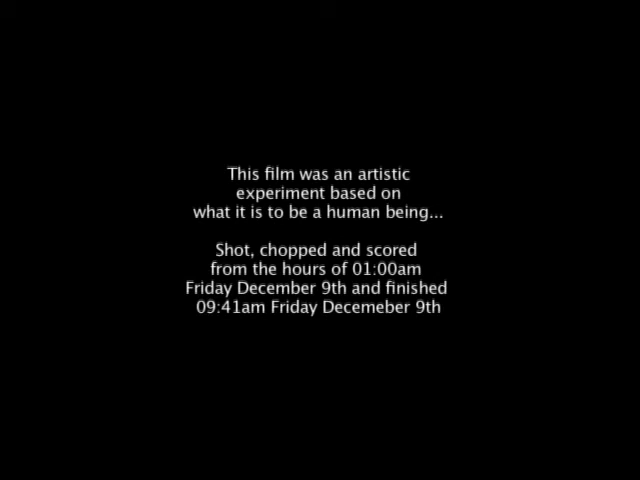 This film was an artistic
experiment based on
what it is to be a human being...
Shot, chopped and scored
from the hours of 01:00am
Friday December 9th and finished
09:41am Friday Decemeber 9th